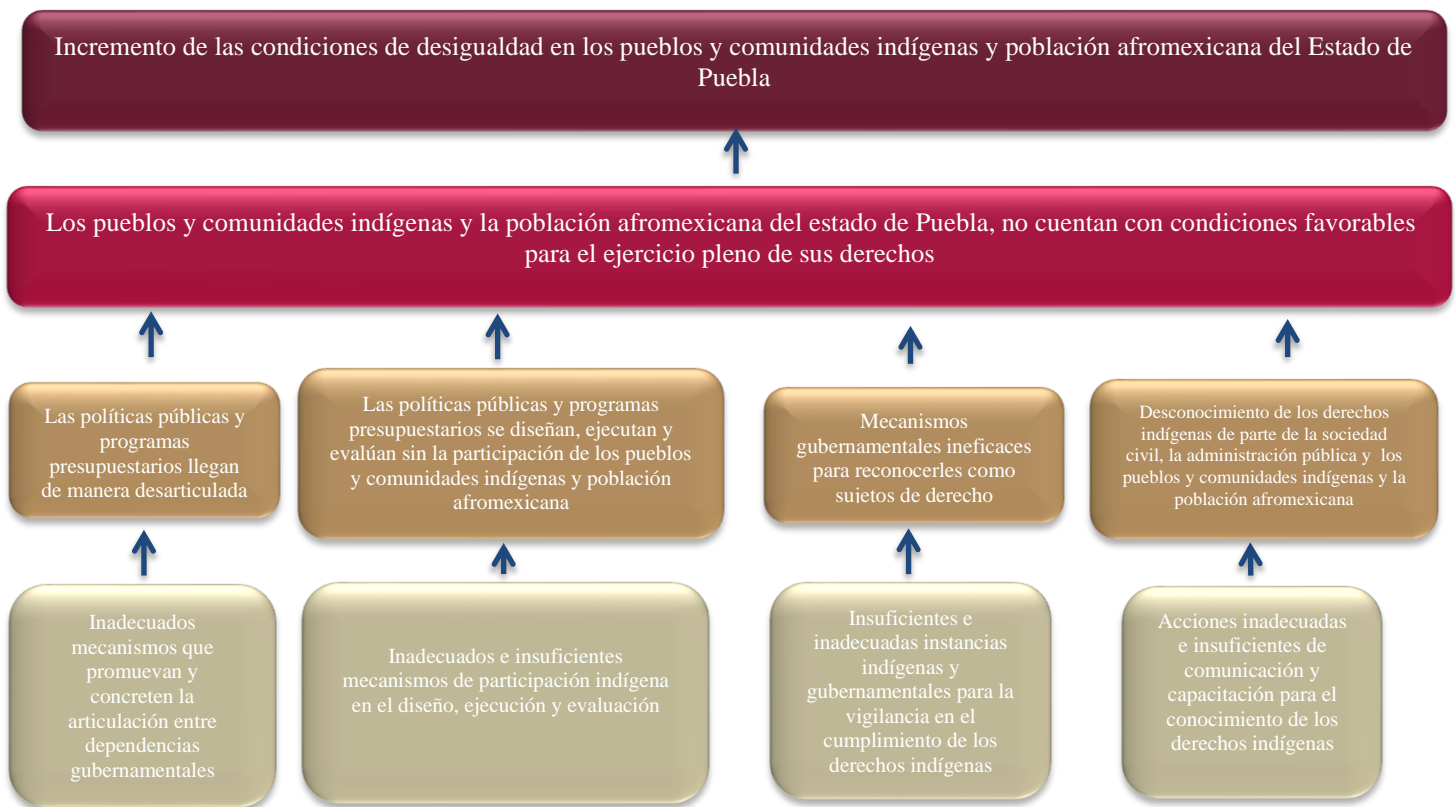 Incremento de las condiciones de desigualdad en los pueblos y comunidades indígenas y población afromexicana del Estado de
Puebla
Los pueblos y comunidades indígenas y la población afromexicana del estado de Puebla, no cuentan con condiciones favorables
para el ejercicio pleno de sus derechos
Las políticas públicas y
programas
presupuestarios llegan
de manera desarticulada
Las políticas públicas y programas
presupuestarios se diseñan, ejecutan y
evalúan sin la participación de los pueblos
y comunidades indígenas y población
afromexicana
Mecanismos
gubernamentales ineficaces
para reconocerles como
sujetos de derecho
Desconocimiento de los derechos
indígenas de parte de la sociedad
civil, la administración pública y los
pueblos y comunidades indígenas y la
población afromexicana
Inadecuados
mecanismos que
promuevan y
concreten la
articulación entre
dependencias
gubernamentales
Inadecuados e insuficientes
mecanismos de participación indígena
en el diseño, ejecución y evaluación
Insuficientes e
inadecuadas instancias
indígenas y
gubernamentales para la
vigilancia en el
cumplimiento de los
derechos indígenas
Acciones inadecuadas
e insuficientes de
comunicación y
capacitación para el
conocimiento de los
derechos indígenas